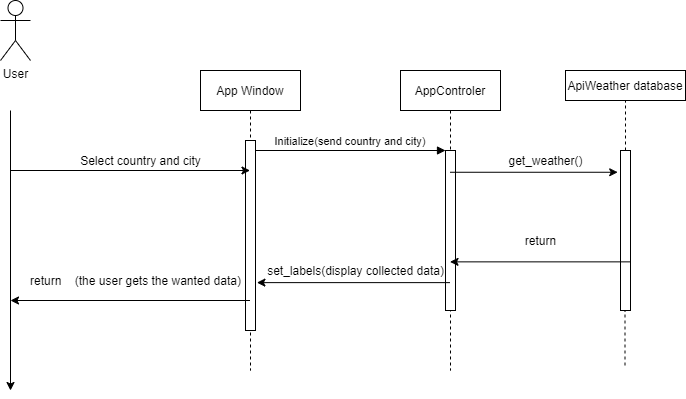 User
App Window
AppControler
ApiWeather database
Initialize(send country and city)
Select country and city
get_weather()
return
set_labels(display collected data)
return (the user gets the wanted data)